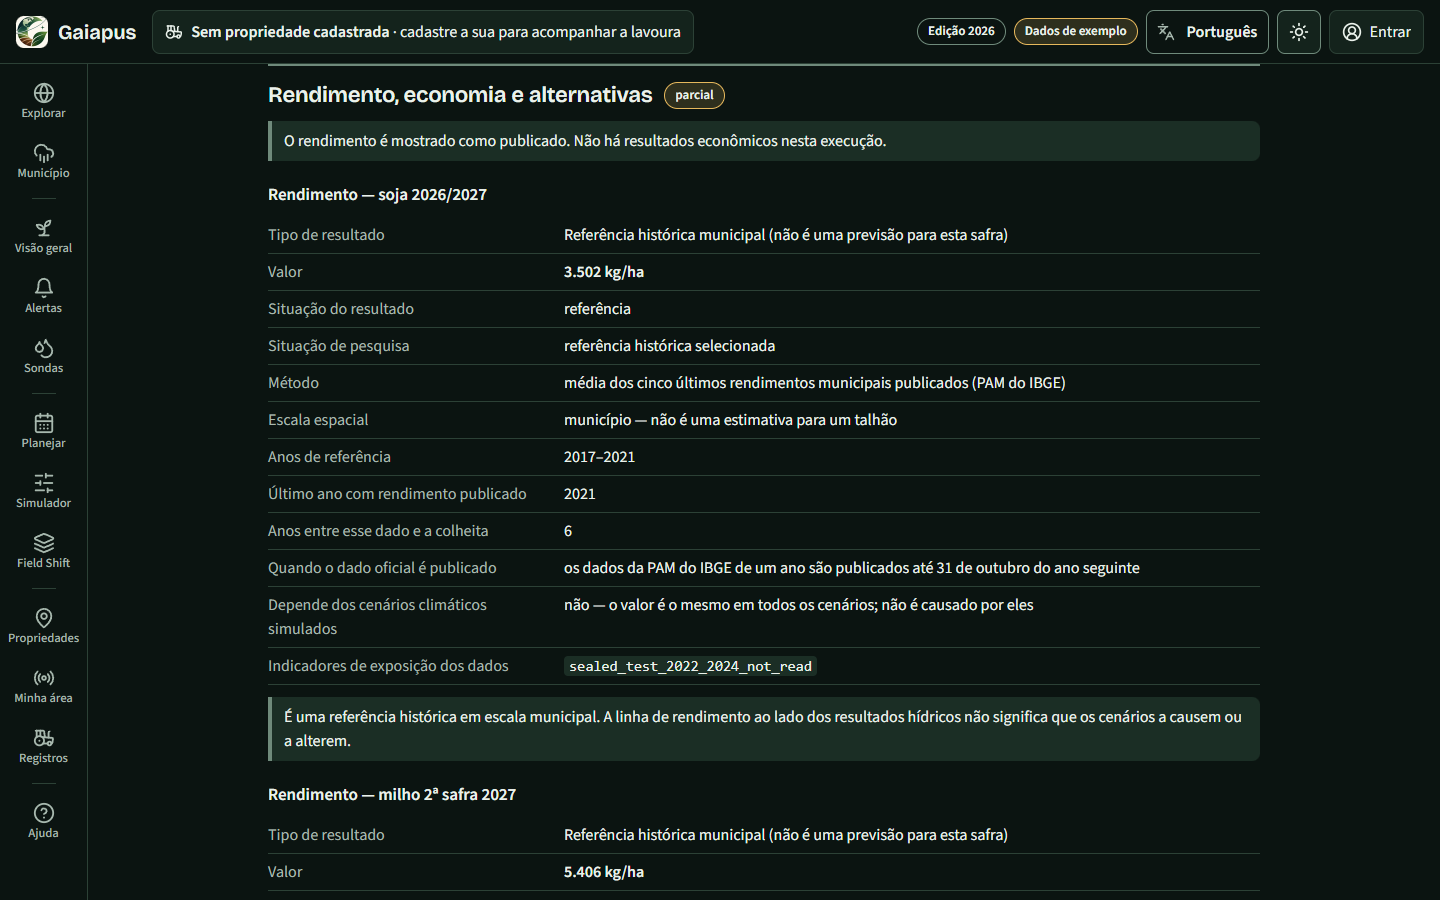 Gaiapus
Sem propriedade cadastrada · cadastre a sua para acompanhar a lavoura
Edição 2026
Dados de exemplo
Português
Entrar
Explorar
Município
Visão geral
Alertas
Sondas
Planejar
Simulador
Field Shift
Propriedades
Minha área
Registros
Ajuda
Rendimento, economia e alternativas
parcial
O rendimento é mostrado como publicado. Não há resultados econômicos nesta execução.
Rendimento — soja 2026/2027
Tipo de resultado Referência histórica municipal (não é uma previsão para esta safra)
Valor 3.502 kg/ha
Situação do resultado referência
Situação de pesquisa referência histórica selecionada
Método média dos cinco últimos rendimentos municipais publicados (PAM do IBGE)
Escala espacial município — não é uma estimativa para um talhão
Anos de referência 2017–2021
Último ano com rendimento publicado 2021
Anos entre esse dado e a colheita 6
Quando o dado oficial é publicado os dados da PAM do IBGE de um ano são publicados até 31 de outubro do ano seguinte
Depende dos cenários climáticos não — o valor é o mesmo em todos os cenários; não é causado por eles
simulados
Indicadores de exposição dos dados sealed_test_2022_2024_not_read
É uma referência histórica em escala municipal. A linha de rendimento ao lado dos resultados hídricos não significa que os cenários a causem ou
a alterem.
Rendimento — milho 2ª safra 2027
Tipo de resultado Referência histórica municipal (não é uma previsão para esta safra)
Valor 5.406 kg/ha